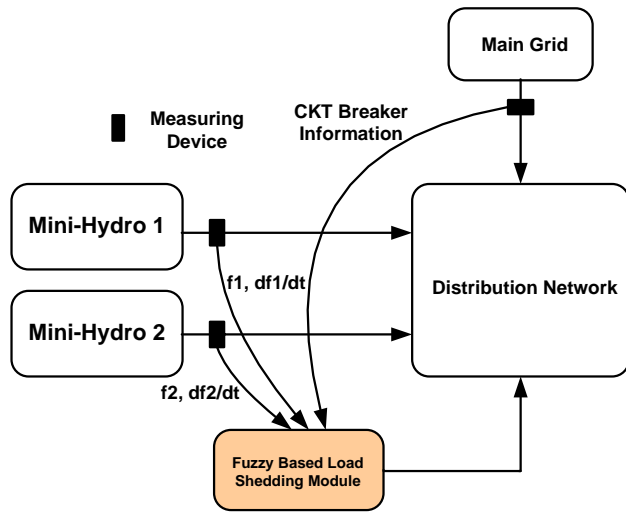 Main Grid
CKT Breaker
Information
Measuring
Device
Mini-Hydro 1
f1, df1/dt
Distribution Network
Mini-Hydro 2
f2, df2/dt
Fuzzy Based Load
Shedding Module